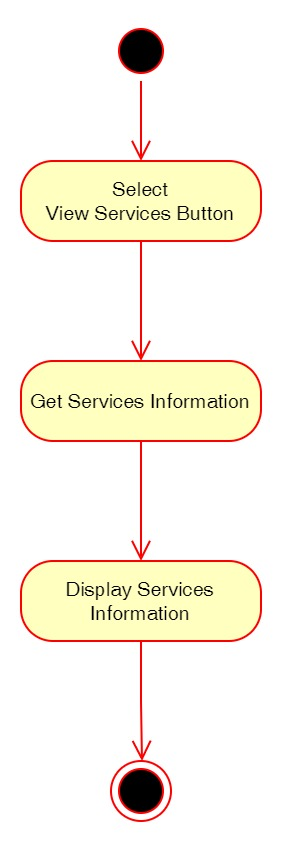 Select
View Services Button
Get Services Information
Display Services
Information